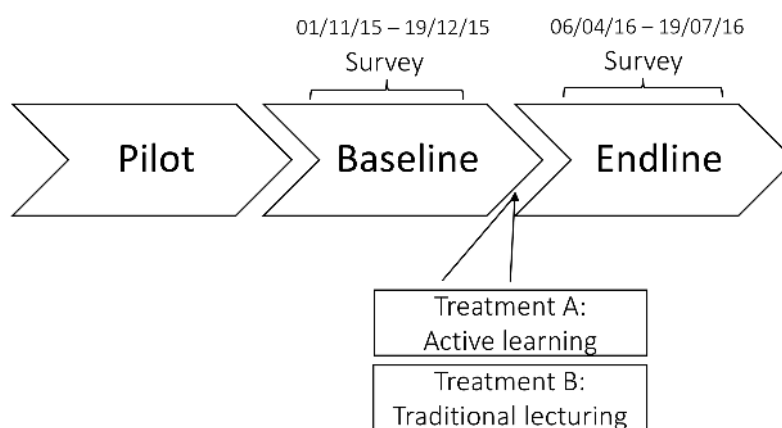 01/11/15 – 19/12/15
Survey
06/04/16 – 19/07/16
Survey
Pilot
Baseline
Endline
Treatment A:
Active learning
Treatment B:
Traditional lecturing